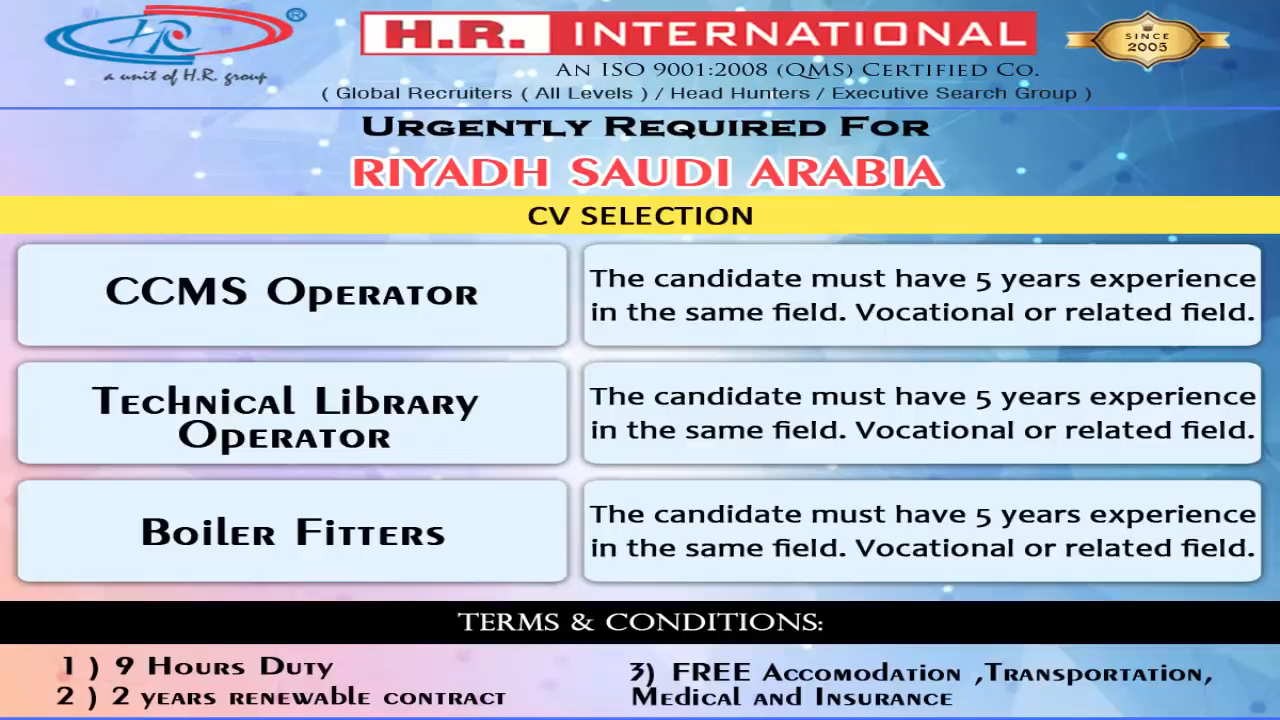 HR ®
a unit of H.R. group
H.R. INTERNATIONAL
SINCE
2005
AN ISO 9001:2008 (QMS) CERTIFIED CO.
( Global Recruiters ( All Levels ) / Head Hunters / Executive Search Group )
URGENTLY REQUIRED FOR
RIYADH SAUDI ARABIA
CV SELECTION
CCMS OPERATOR
The candidate must have 5 years experience
in the same field. Vocational or related field.
TECHNICAL LIBRARY
OPERATOR
The candidate must have 5 years experience
in the same field. Vocational or related field.
BOILER FITTERS
The candidate must have 5 years experience
in the same field. Vocational or related field.
TERMS & CONDITIONS:
1 ) 9 HOURS DUTY
2 ) 2 YEARS RENEWABLE CONTRACT
3) FREE ACCOMODATION ,TRANSPORTATION,
MEDICAL AND INSURANCE